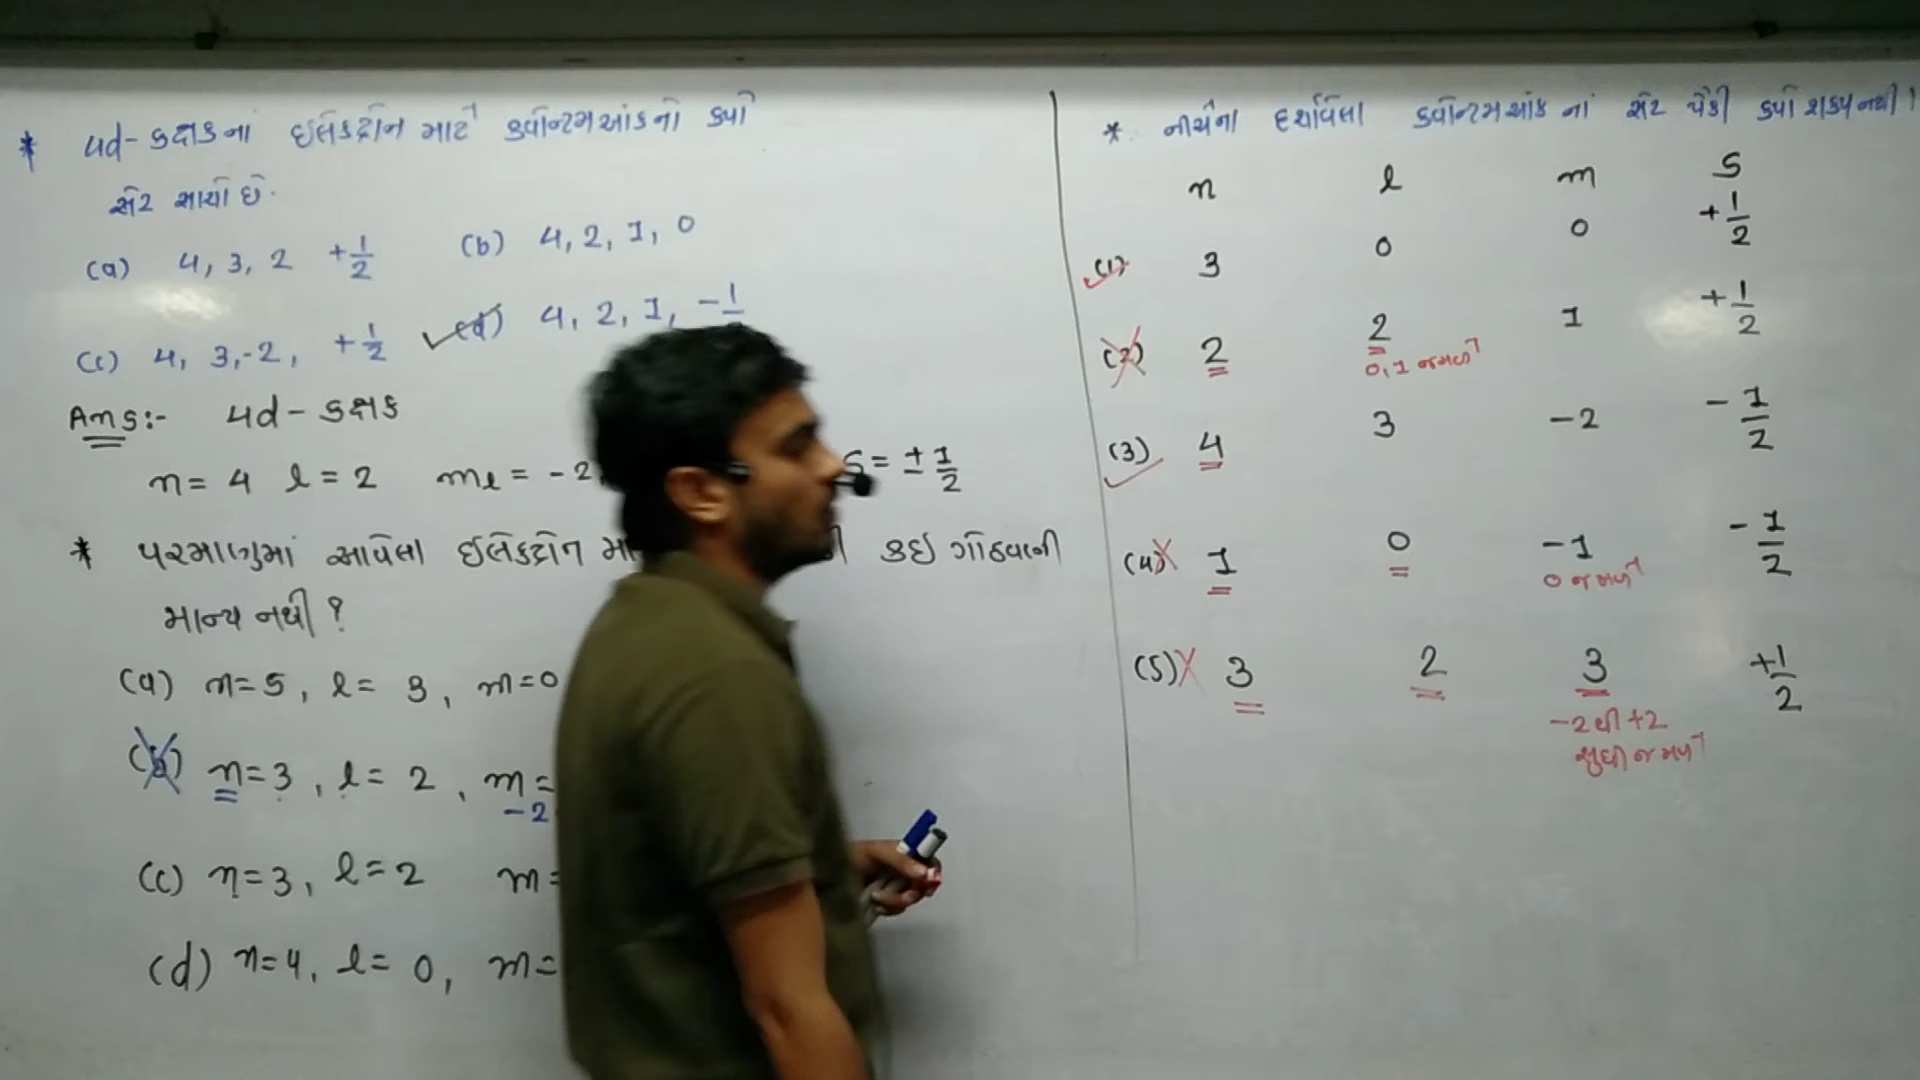 * 4d - કક્ષકનાં ઈલેક્ટ્રોન માટે ક્વોન્ટમઆંકનો કયો
સેટ સાચો છે.
(a) 4, 3, 2 +1/2 (b) 4, 2, 1, 0
(c) 4, 3, -2, +1/2 (d) 4, 2, 1, -1/
Ans:- 4d - કક્ષક
n = 4 l = 2 ml = -2 s = ± 1/2
* પરમાણુમાં આવેલા ઈલેક્ટ્રોન કઇ ગોઠવણી
માન્ય નથી ?
(a) n=5, l= 3, m=0
(b) n=3, l= 2, m=
-2
(c) n=3, l=2 m=
(d) n=4, l= 0, m=
* નીચેના દર્શાવેલા ક્વોન્ટમઆંક નાં સેટ પૈકી કયો શક્ય નથી ?
n l m s
(1) 3 0 0 +1/2
(2) 2 2 1 +1/2
0, 1 જ મળે
(3) 4 3 -2 -1/2
(4) 1 0 -1 -1/2
0 જ મળે
(5) 3 2 3 +1/2
-2 થી +2
સુધી જ મળે